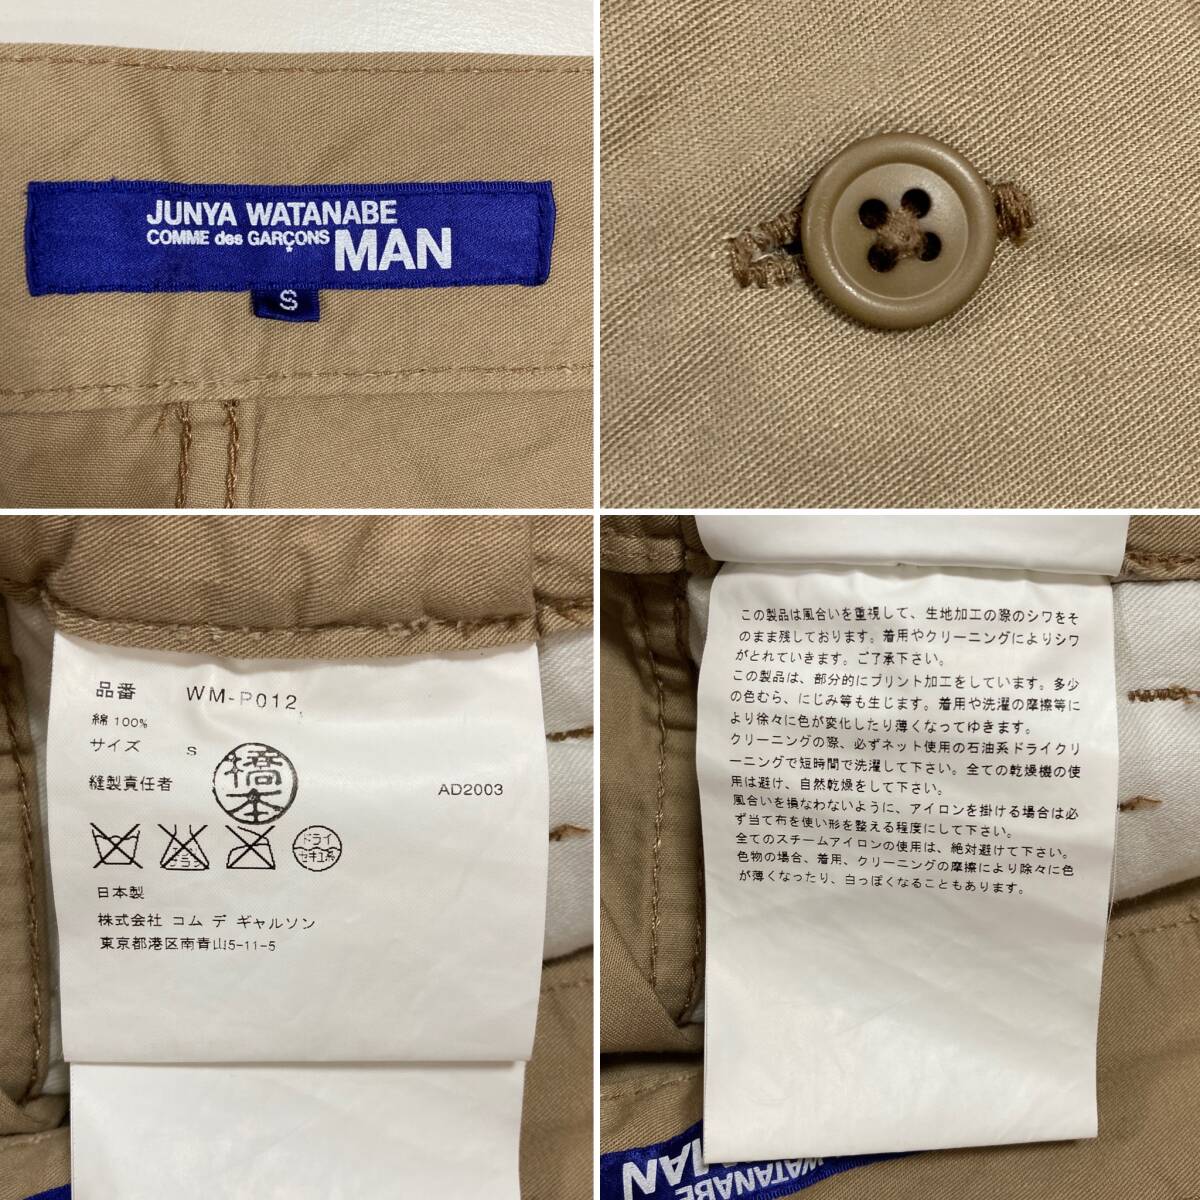 JUNYA WATANABE
COMME des GARÇONS MAN
S
品番 WM-P012
綿 100%
サイズ S
縫製責任者 橋本 AD2003
ドライ
セキユ系
日本製
株式会社 コム デ ギャルソン
東京都港区南青山5-11-5
この製品は風合いを重視して、生地加工の際のシワをそ
のまま残しております。着用やクリーニングによりシワ
がとれていきます。ご了承下さい。
この製品は、部分的にプリント加工をしています。多少
の色むら、にじみ等も生じます。着用や洗濯の摩擦等に
より徐々に色が変化したり薄くなってゆきます。
クリーニングの際、必ずネット使用の石油系ドライクリ
ーニングで短時間で洗濯して下さい。全ての乾燥機の使
用は避け、自然乾燥をして下さい。
風合いを損なわないように、アイロンを掛ける場合は必
ず当て布を使い形を整える程度にして下さい。
全てのスチームアイロンの使用は、絶対避けて下さい。
色物の場合、着用、クリーニングの摩擦により除々に色
が薄くなったり、白っぽくなることもあります。
WATANABE
MAN